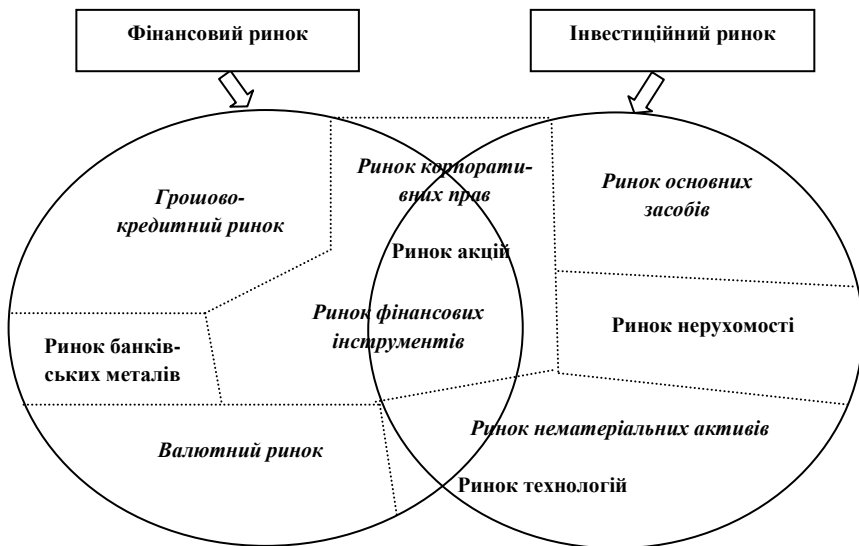 Фінансовий ринок
Інвестиційний ринок
Ринок корпорати-
вних прав
Грошово-
кредитний ринок
Ринок основних
засобів
Ринок акцій
Ринок фінансових
інструментів
Ринок нерухомості
Ринок банків-
ських металів
Валютний ринок
Ринок нематеріальних активів
Ринок технологій